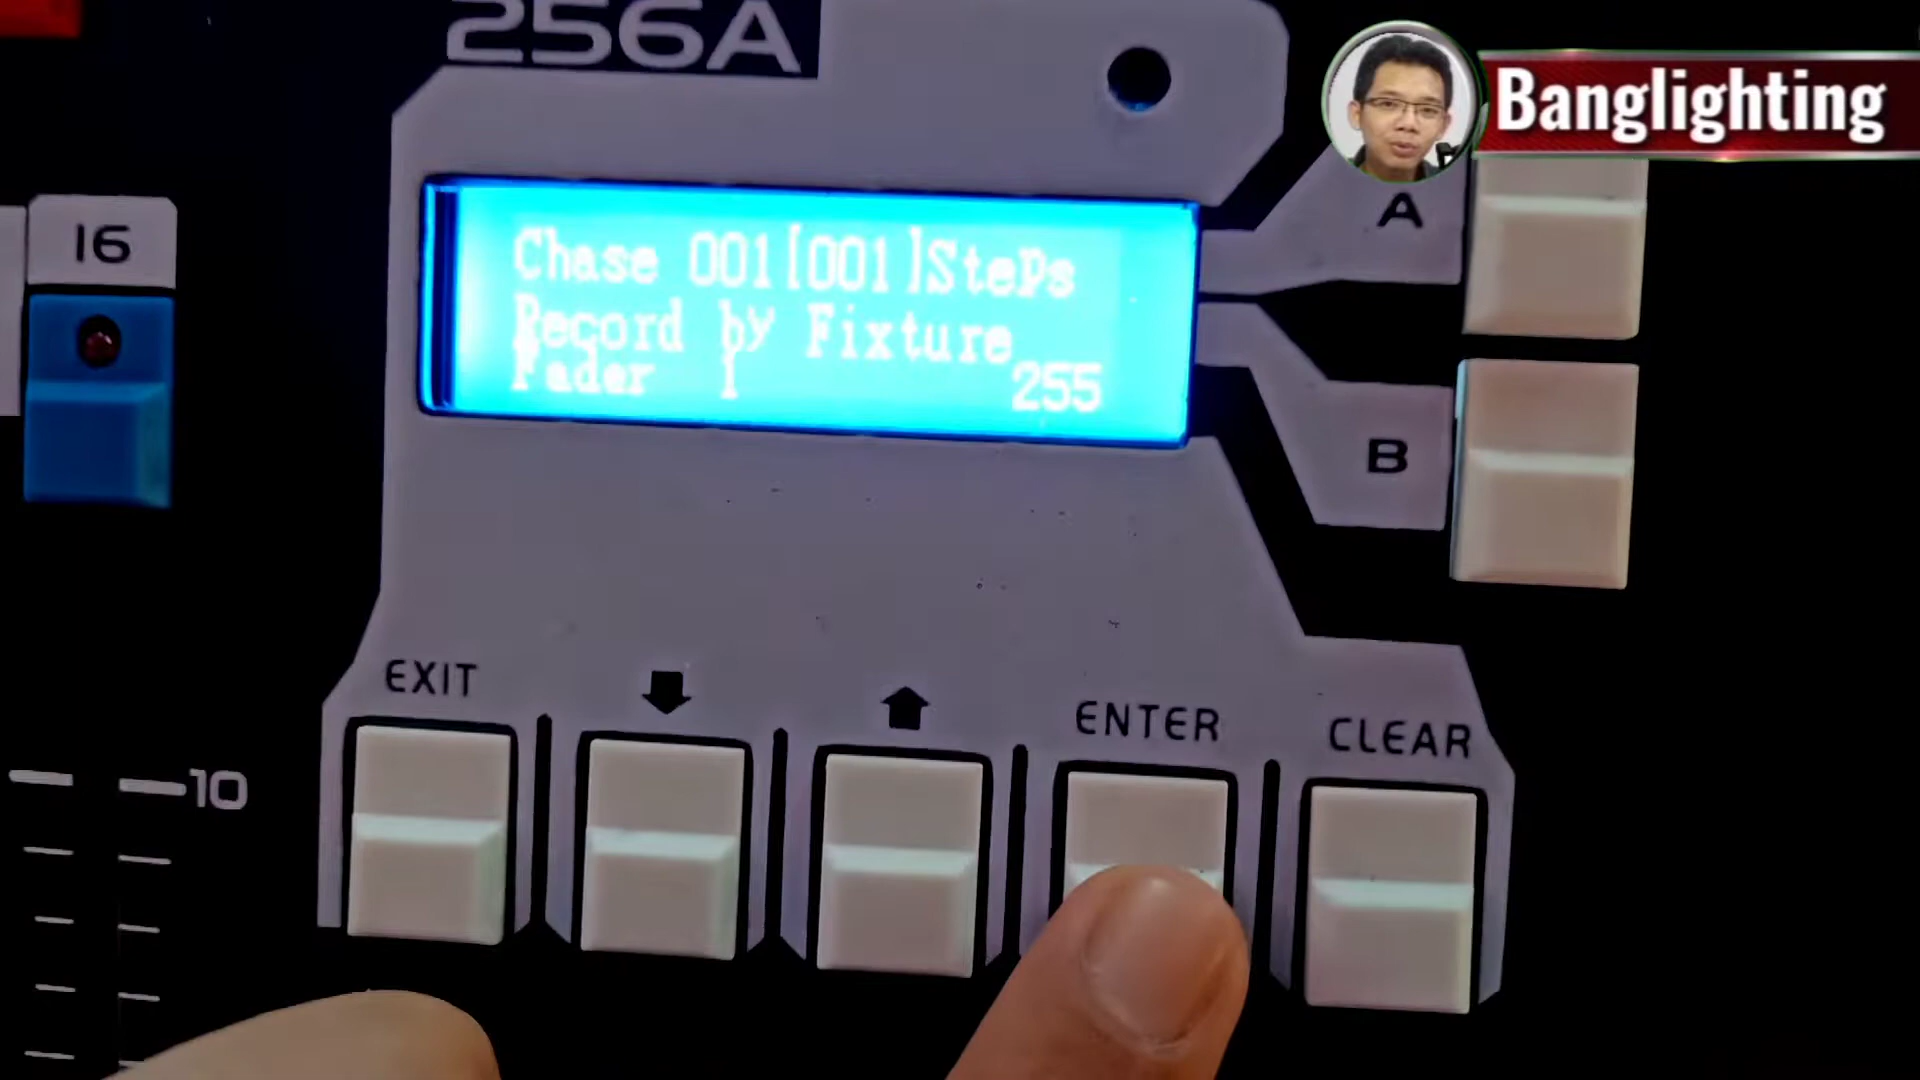 256A
Banglighting
16
A
Chase 001[001]Steps
Record by Fixture
Fader 1 255
B
EXIT
ENTER
CLEAR
10